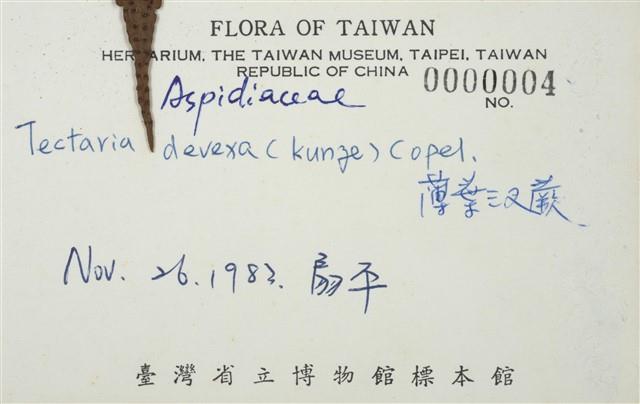 FLORA OF TAIWAN
HERBARIUM, THE TAIWAN MUSEUM, TAIPEI, TAIWAN
REPUBLIC OF CHINA 0000004
NO.
Aspidiaceae
Tectaria devexa (kunze) Copel.
薄葉三叉蕨
Nov. 26. 1983. 扇平
臺灣省立博物館標本館